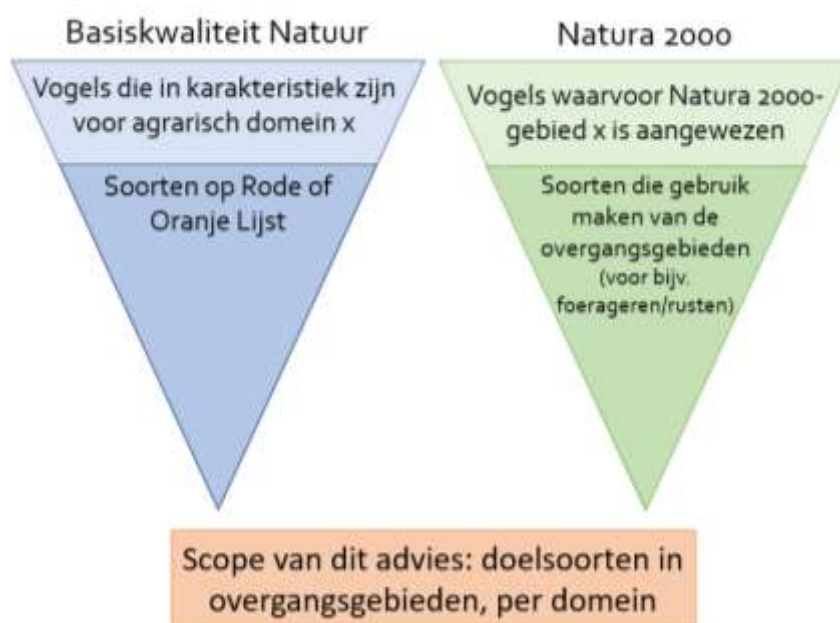 Basiskwaliteit Natuur
Vogels die in karakteristiek zijn
voor agrarisch domein x
Soorten op Rode of
Oranje Lijst
Natura 2000
Vogels waarvoor Natura 2000-
gebied x is aangewezen
Soorten die gebruik
maken van de
overgangsgebieden
(voor bijv.
foerageren/rusten)
Scope van dit advies: doelsoorten in
overgangsgebieden, per domein